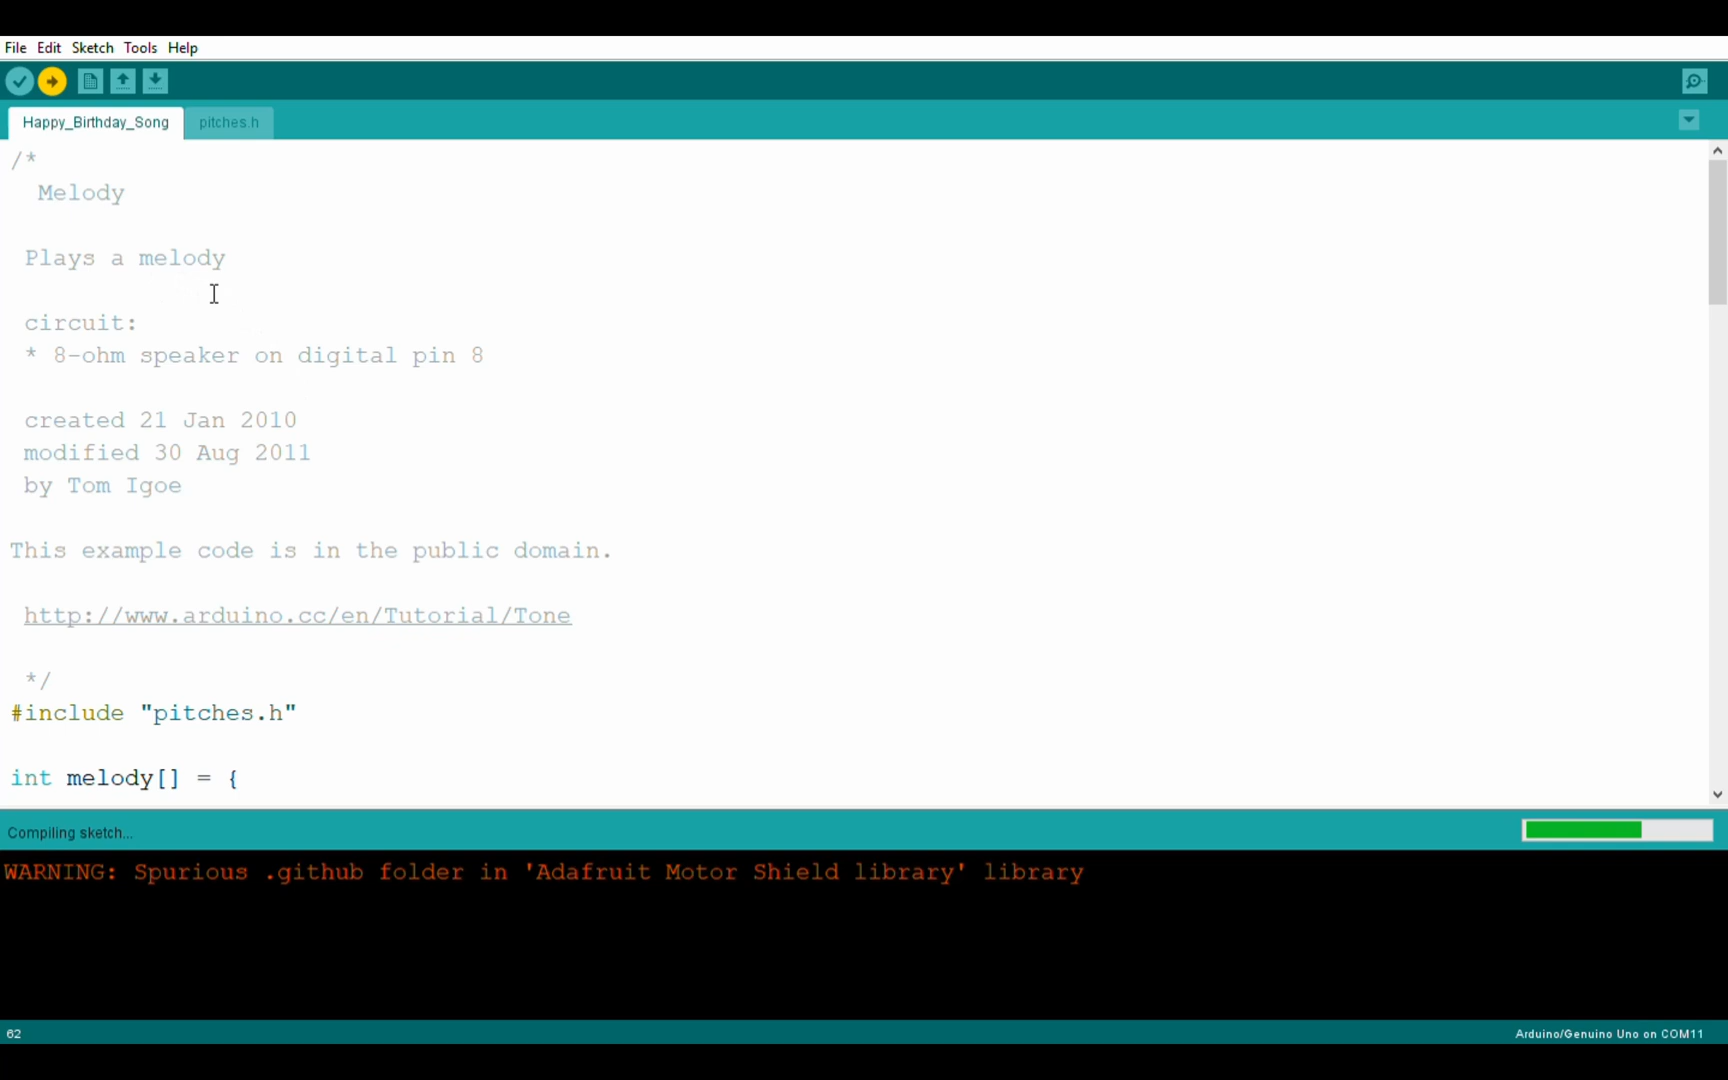 File Edit Sketch Tools Help
Happy_Birthday_Song pitches.h
/*
Melody
Plays a melody
circuit:
* 8-ohm speaker on digital pin 8
created 21 Jan 2010
modified 30 Aug 2011
by Tom Igoe
This example code is in the public domain.
http://www.arduino.cc/en/Tutorial/Tone
*/
#include "pitches.h"
int melody[] = {
Compiling sketch...
WARNING: Spurious .github folder in 'Adafruit Motor Shield library' library
62 Arduino/Genuino Uno on COM11